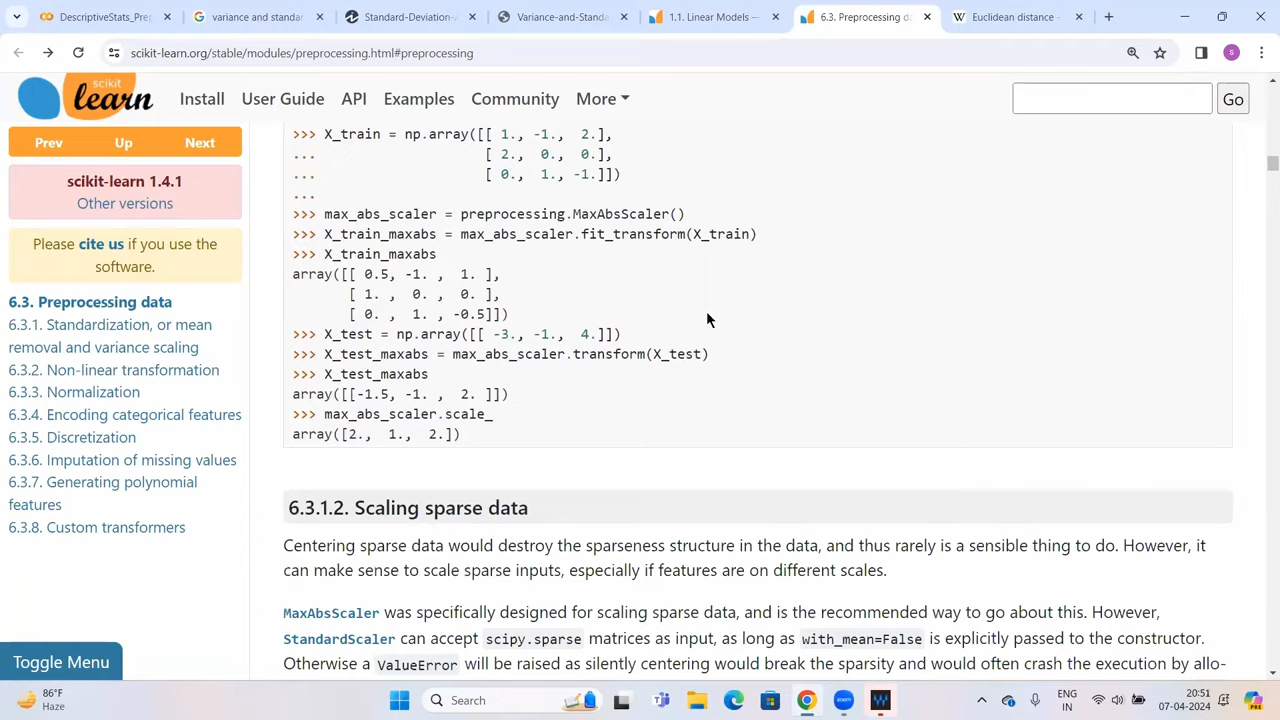 DescriptiveStats_Prep
variance and standar
Standard-Deviation-
Variance-and-Standa
1.1. Linear Models —
6.3. Preprocessing da
Euclidean distance -
scikit-learn.org/stable/modules/preprocessing.html#preprocessing
S
scikit
learn
Install
User Guide
API
Examples
Community
More
Go
Prev
Up
Next
scikit-learn 1.4.1
Other versions
Please cite us if you use the
software.
6.3. Preprocessing data
6.3.1. Standardization, or mean
removal and variance scaling
6.3.2. Non-linear transformation
6.3.3. Normalization
6.3.4. Encoding categorical features
6.3.5. Discretization
6.3.6. Imputation of missing values
6.3.7. Generating polynomial
features
6.3.8. Custom transformers
Toggle Menu
>>> X_train = np.array([[ 1., -1., 2.],
... [ 2., 0., 0.],
... [ 0., 1., -1.]])
...
>>> max_abs_scaler = preprocessing.MaxAbsScaler()
>>> X_train_maxabs = max_abs_scaler.fit_transform(X_train)
>>> X_train_maxabs
array([[ 0.5, -1. , 1. ],
[ 1. , 0. , 0. ],
[ 0. , 1. , -0.5]])
>>> X_test = np.array([[ -3., -1., 4.]])
>>> X_test_maxabs = max_abs_scaler.transform(X_test)
>>> X_test_maxabs
array([[-1.5, -1. , 2. ]])
>>> max_abs_scaler.scale_
array([2., 1., 2.])
6.3.1.2. Scaling sparse data
Centering sparse data would destroy the sparseness structure in the data, and thus rarely is a sensible thing to do. However, it
can make sense to scale sparse inputs, especially if features are on different scales.
MaxAbsScaler was specifically designed for scaling sparse data, and is the recommended way to go about this. However,
StandardScaler can accept scipy.sparse matrices as input, as long as with_mean=False is explicitly passed to the constructor.
Otherwise a ValueError will be raised as silently centering would break the sparsity and would often crash the execution by allo-
86°F
Haze
Search
ENG
IN
20:51
07-04-2024